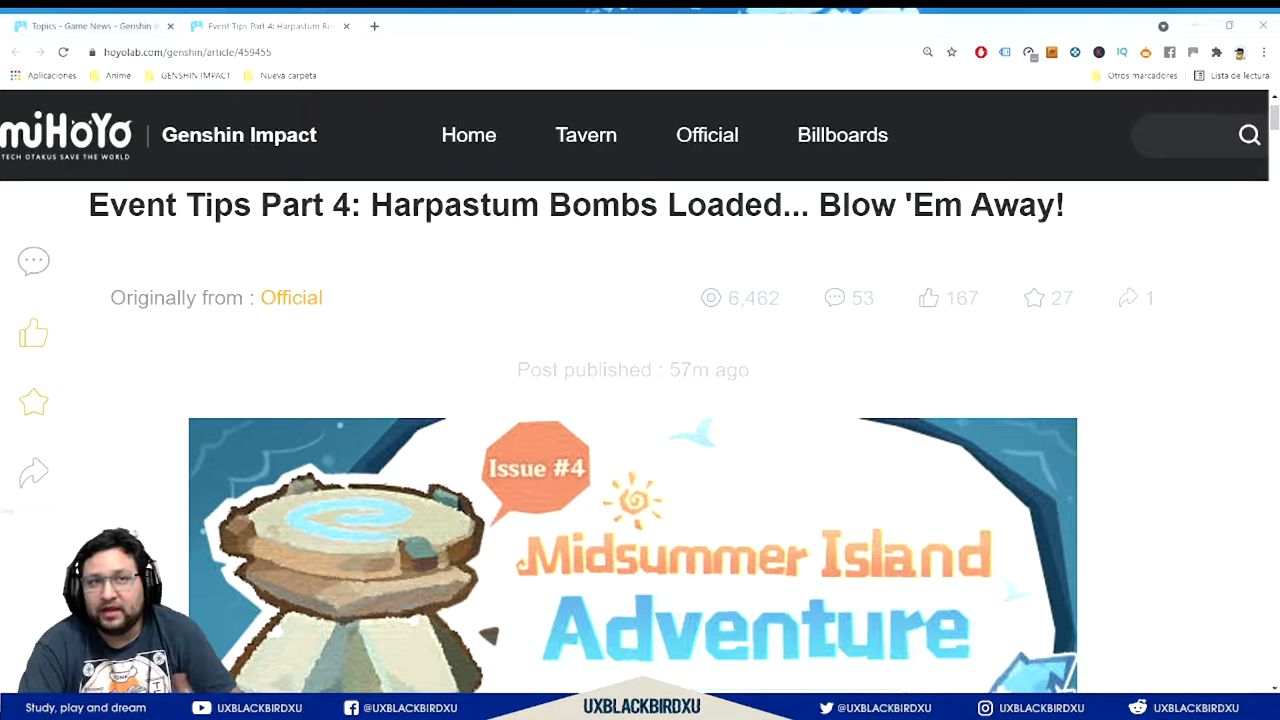 Topics - Game News - Genshin
Event Tips Part 4: Harpastum Bo
hoyolab.com/genshin/article/459455
IQ
Aplicaciones
Anime
GENSHIN IMPACT
Nueva carpeta
Otros marcadores
Lista de lectura
miHoYo
TECH OTAKUS SAVE THE WORLD
Genshin Impact
Home
Tavern
Official
Billboards
Event Tips Part 4: Harpastum Bombs Loaded... Blow 'Em Away!
Originally from : Official
6,462
53
167
27
1
Post published : 57m ago
Issue #4
Midsummer Island
Adventure
Study, play and dream
UXBLACKBIRDXU
@UXBLACKBIRDXU
UXBLACKBIRDXU
@UXBLACKBIRDXU
UXBLACKBIRDXU
UXBLACKBIRDXU